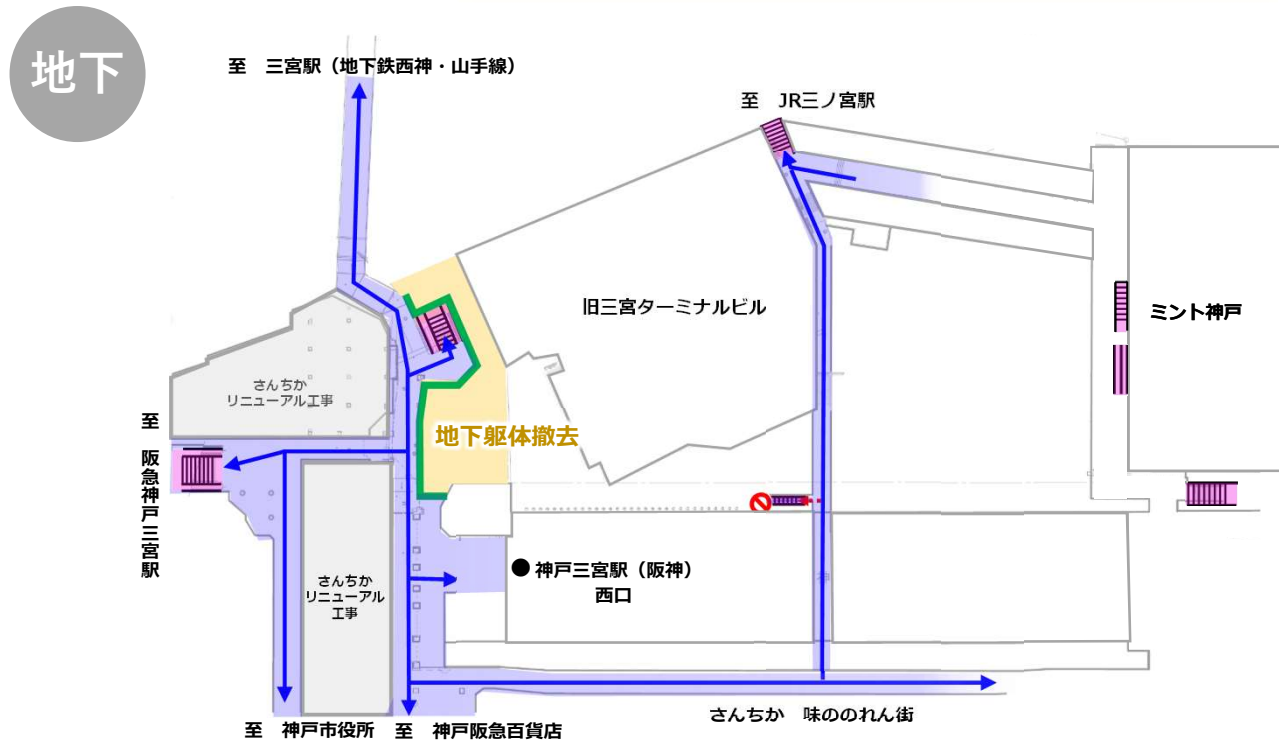 地下
至 三宮駅（地下鉄西神・山手線）
至 JR三ノ宮駅
旧三宮ターミナルビル
ミント神戸
さんちか
リニューアル工事
地下躯体撤去
至 阪急神戸三宮駅
神戸三宮駅（阪神）
西口
さんちか
リニューアル
工事
さんちか 味ののれん街
至 神戸市役所
至 神戸阪急百貨店